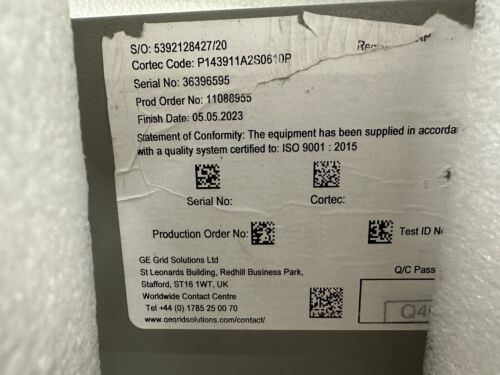 S/O: 5392128427/20
Cortec Code: P143911A2S0610P
Serial No: 36396595
Prod Order No: 11088955
Finish Date: 05.05.2023
Statement of Conformity: The equipment has been supplied in
with a quality system certified to: ISO 9001 : 2015
Serial No:
Cortec:
Production Order No:
Test ID
GE Grid Solutions Ltd
St Leonards Building, Redhill Business Park,
Stafford, ST16 1WT, UK
Worldwide Contact Centre
Tel +44 (0) 1785 25 00 70
www.gegridsolutions.com/contact/
Q/C Pass